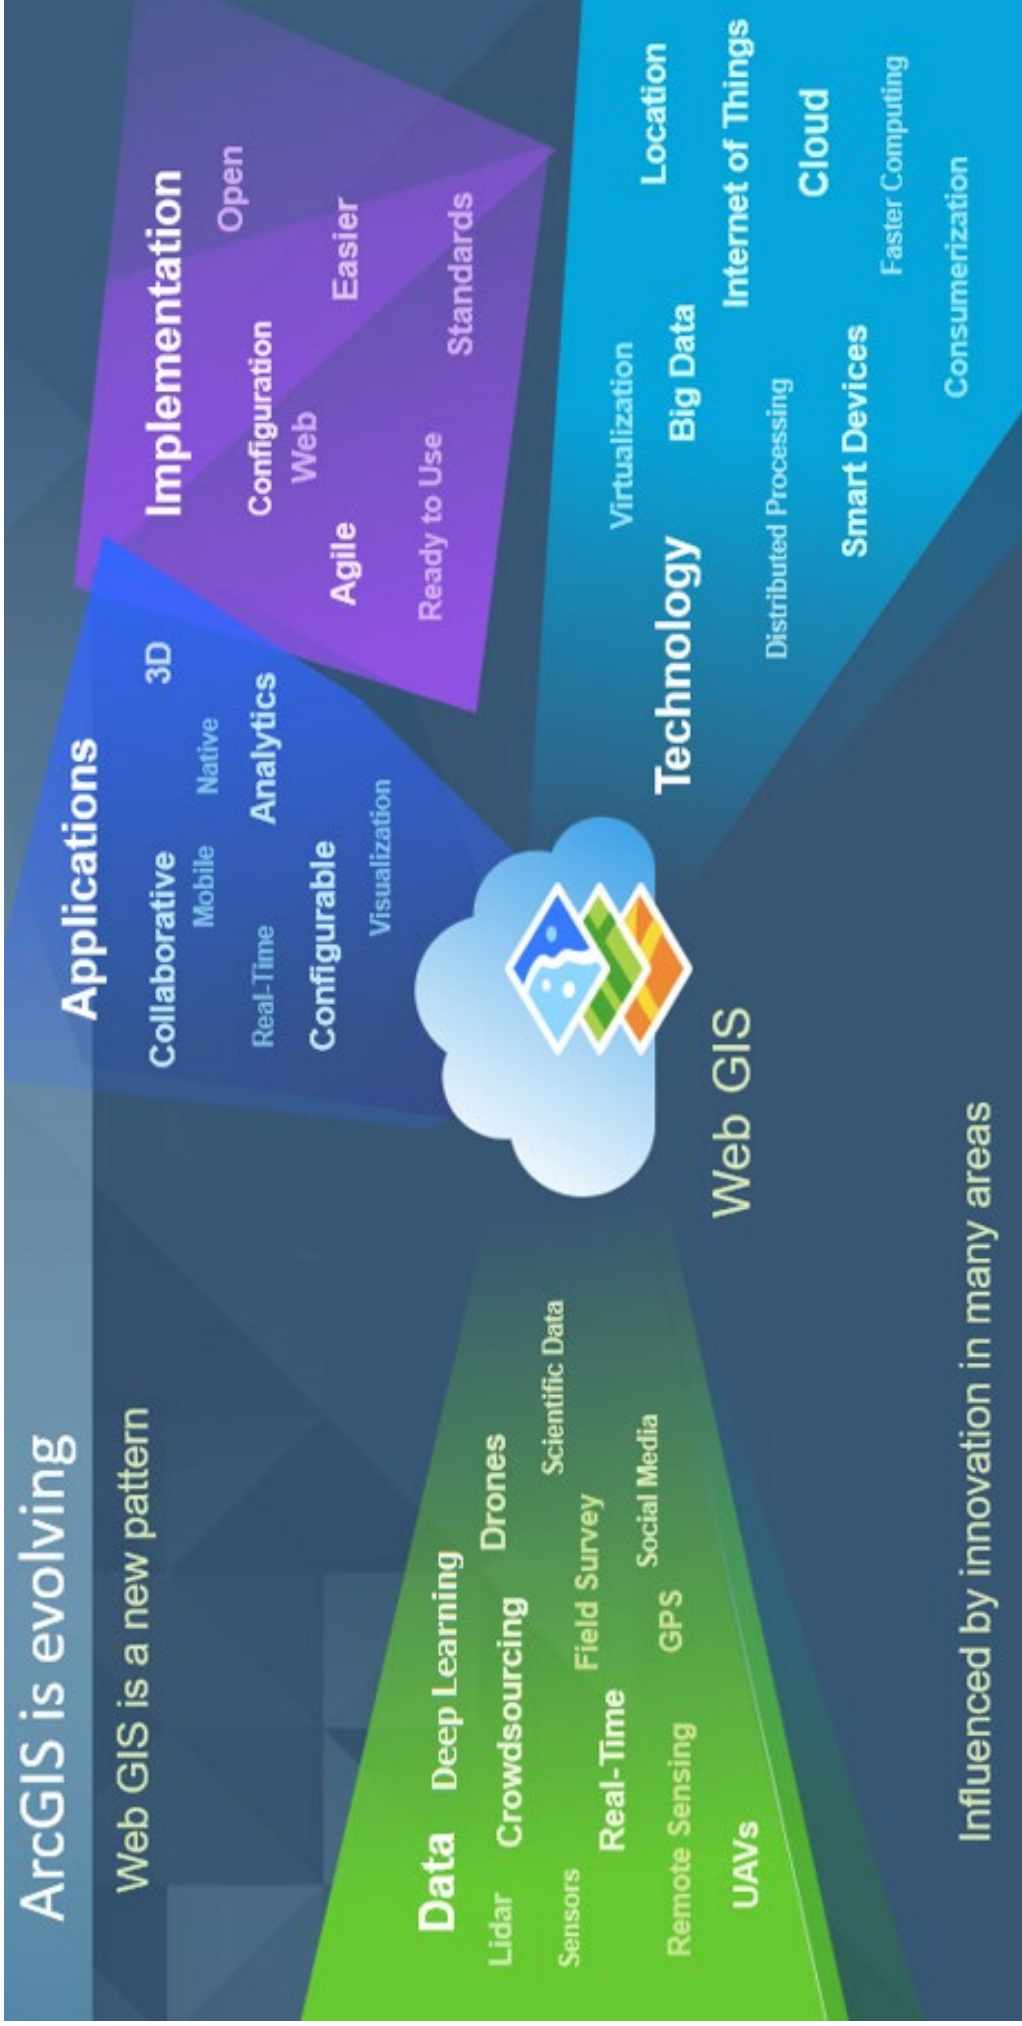 ArcGIS is evolving
Web GIS is a new pattern
Applications
Collaborative
3D
Mobile
Native
Real-Time
Analytics
Configurable
Visualization
Implementation
Open
Configuration
Web
Easier
Agile
Ready to Use
Standards
Data
Deep Learning
Lidar
Crowdsourcing
Drones
Sensors
Field Survey
Scientific Data
Real-Time
Social Media
Remote Sensing
GPS
UAVs
Web GIS
Technology
Virtualization
Location
Big Data
Internet of Things
Distributed Processing
Cloud
Smart Devices
Faster Computing
Consumerization
Influenced by innovation in many areas